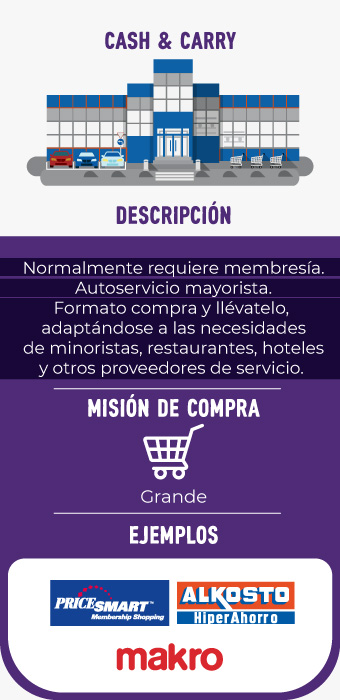 CASH & CARRY
DESCRIPCIÓN
Normalmente requiere membresía.
Autoservicio mayorista.
Formato compra y llévatelo,
adaptándose a las necesidades
de minoristas, restaurantes, hoteles
y otros proveedores de servicio.
MISIÓN DE COMPRA
Grande
EJEMPLOS
PRICESMART™
Membership Shopping
ALKOSTO
HiperAhorro
makro